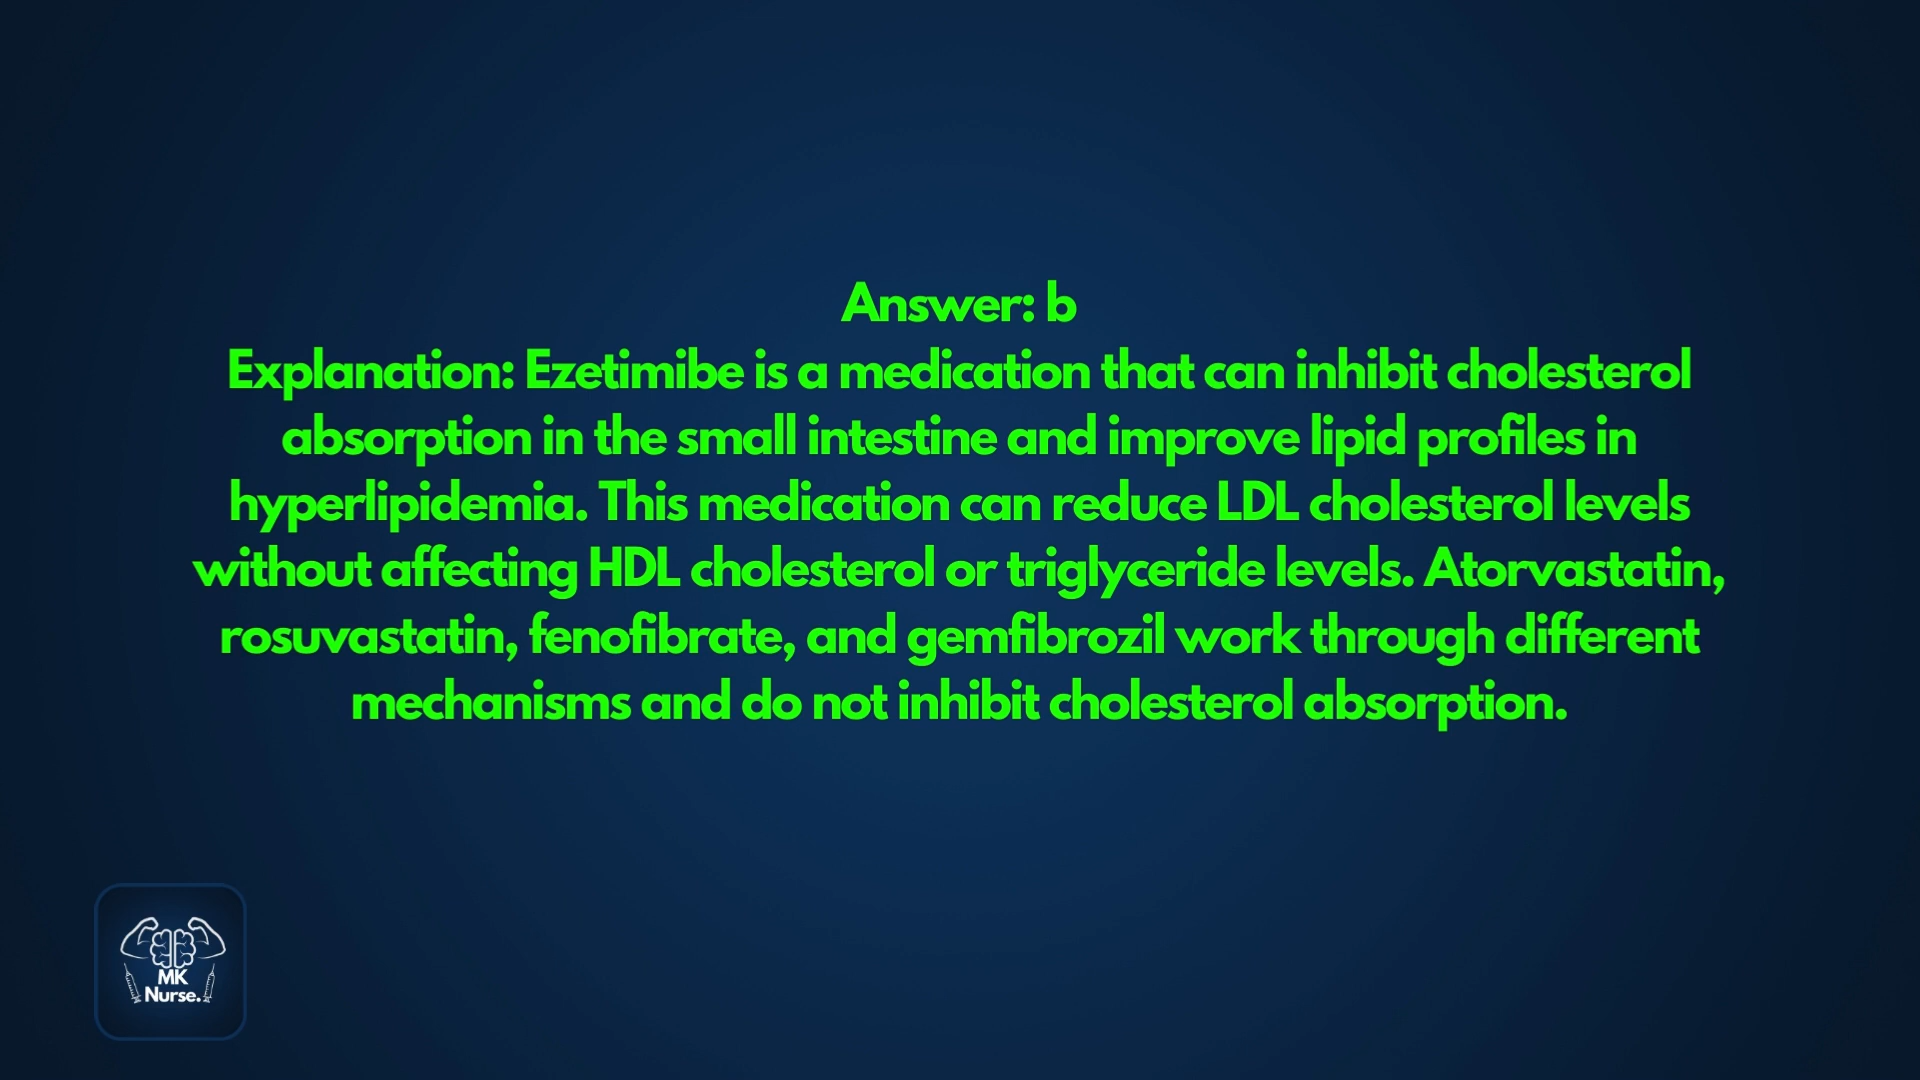 Answer: b
Explanation: Ezetimibe is a medication that can inhibit cholesterol
absorption in the small intestine and improve lipid profiles in
hyperlipidemia. This medication can reduce LDL cholesterol levels
without affecting HDL cholesterol or triglyceride levels. Atorvastatin,
rosuvastatin, fenofibrate, and gemfibrozil work through different
mechanisms and do not inhibit cholesterol absorption.
MK
Nurse.